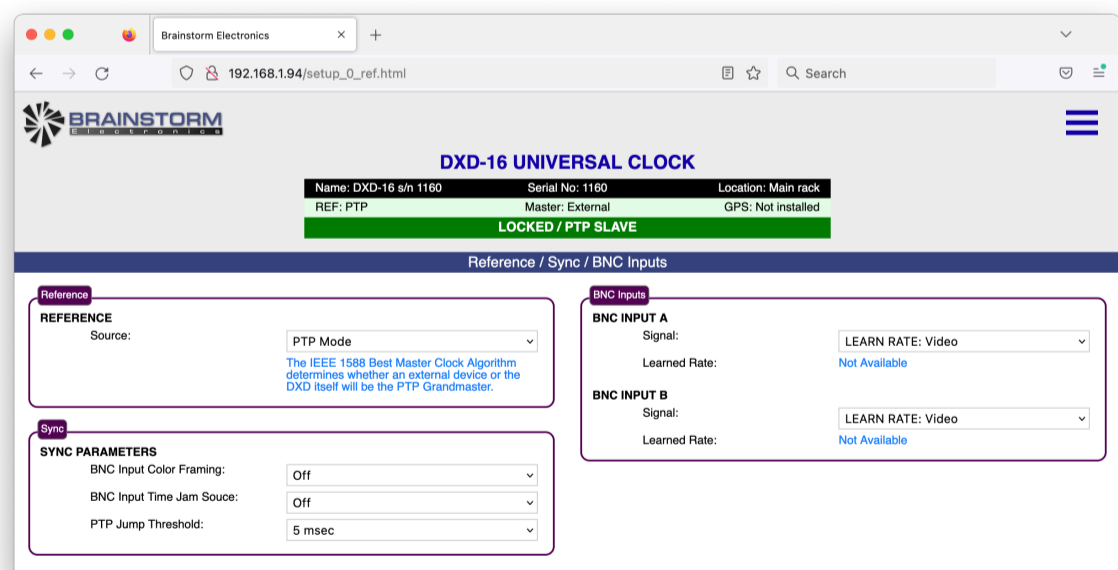 Brainstorm Electronics
192.168.1.94/setup_0_ref.html
Search
BRAINSTORM
Electronics
DXD-16 UNIVERSAL CLOCK
Name: DXD-16 s/n 1160 Serial No: 1160 Location: Main rack
REF: PTP Master: External GPS: Not installed
LOCKED / PTP SLAVE
Reference / Sync / BNC Inputs
Reference
REFERENCE
Source: PTP Mode
The IEEE 1588 Best Master Clock Algorithm
determines whether an external device or the
DXD itself will be the PTP Grandmaster.
Sync
SYNC PARAMETERS
BNC Input Color Framing: Off
BNC Input Time Jam Souce: Off
PTP Jump Threshold: 5 msec
BNC Inputs
BNC INPUT A
Signal: LEARN RATE: Video
Learned Rate: Not Available
BNC INPUT B
Signal: LEARN RATE: Video
Learned Rate: Not Available